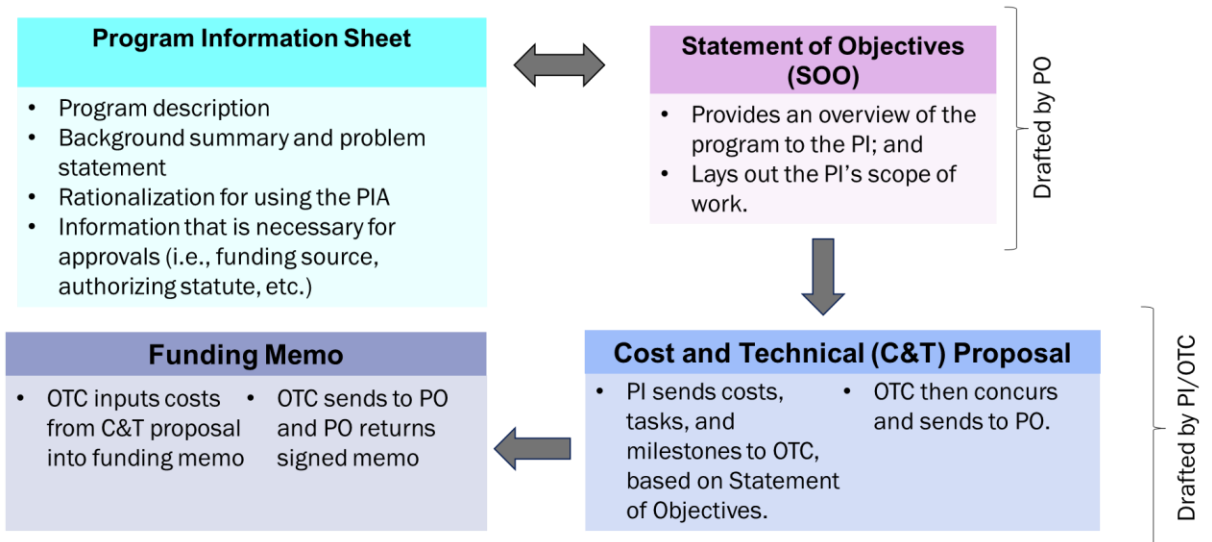 Program Information Sheet
• Program description
• Background summary and problem
statement
• Rationalization for using the PIA
• Information that is necessary for
approvals (i.e., funding source,
authorizing statute, etc.)
Statement of Objectives
(SOO)
• Provides an overview of the
program to the PI; and
• Lays out the PI's scope of
work.
Drafted by PO
Funding Memo
• OTC inputs costs
from C&T proposal
into funding memo
• OTC sends to PO
and PO returns
signed memo
Cost and Technical (C&T) Proposal
• PI sends costs,
tasks, and
milestones to OTC,
based on Statement
of Objectives.
• OTC then concurs
and sends to PO.
Drafted by PI/OTC